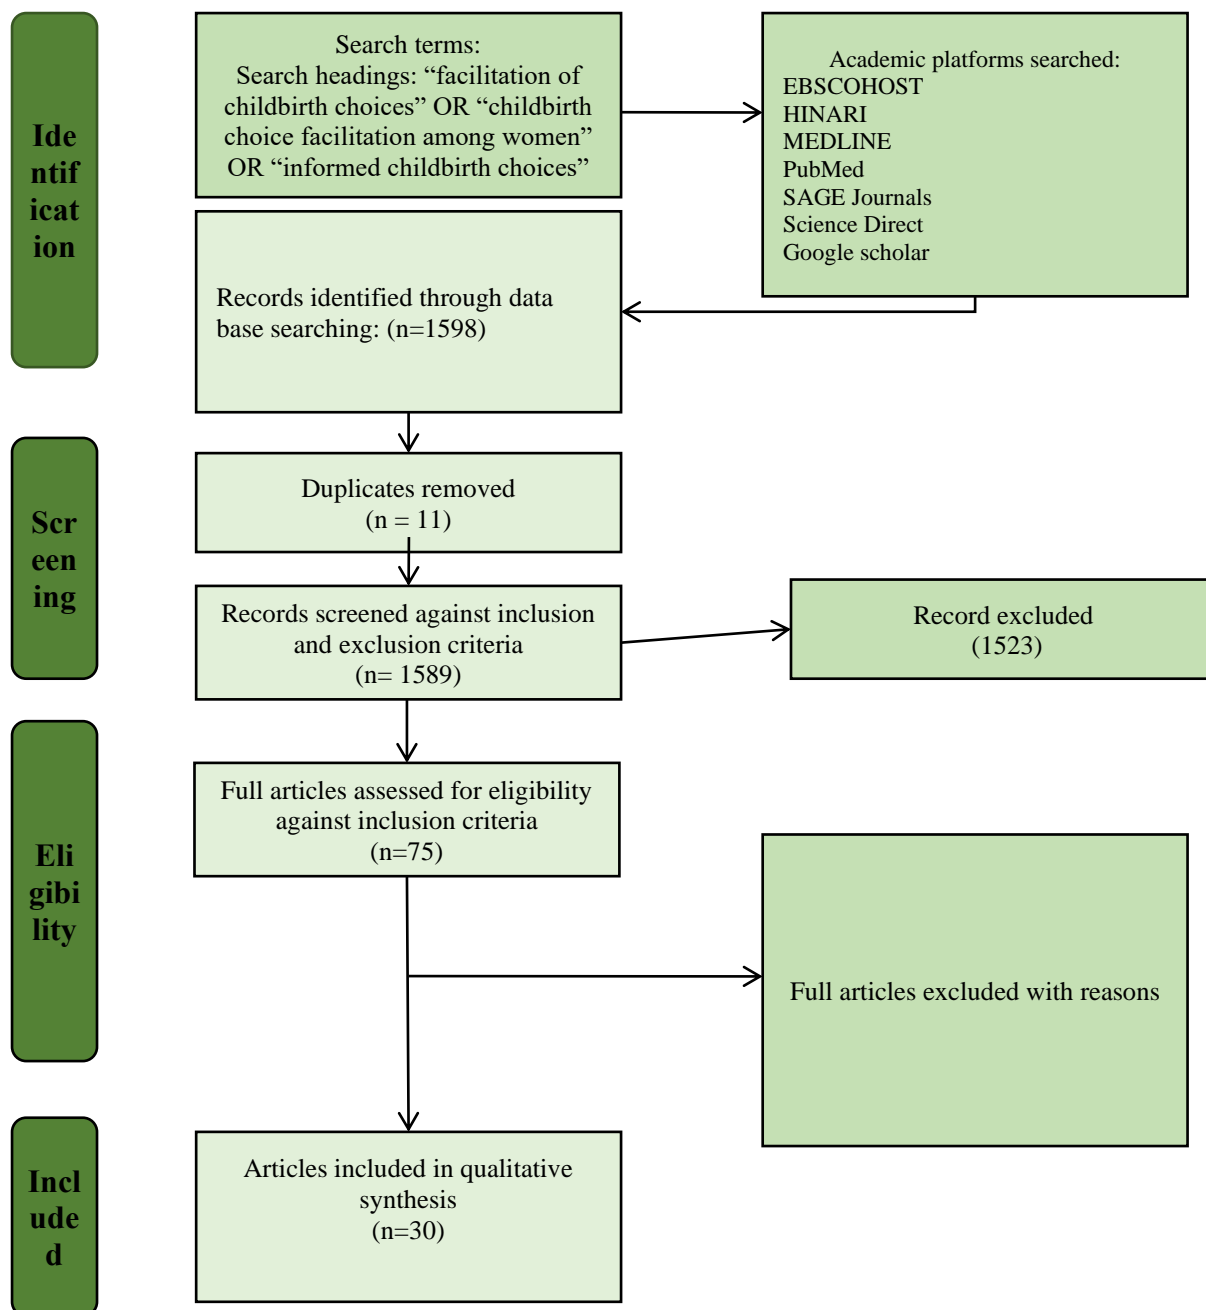 Ide
ntif
icat
ion
Search terms:
Search headings: “facilitation of
childbirth choices” OR “childbirth
choice facilitation among women”
OR “informed childbirth choices”
Academic platforms searched:
EBSCOHOST
HINARI
MEDLINE
PubMed
SAGE Journals
Science Direct
Google scholar
Records identified through data
base searching: (n=1598)
Scr
een
ing
Duplicates removed
(n = 11)
Records screened against inclusion
and exclusion criteria
(n= 1589)
Record excluded
(1523)
Eli
gibi
lity
Full articles assessed for eligibility
against inclusion criteria
(n=75)
Full articles excluded with reasons
Incl
ude
d
Articles included in qualitative
synthesis
(n=30)